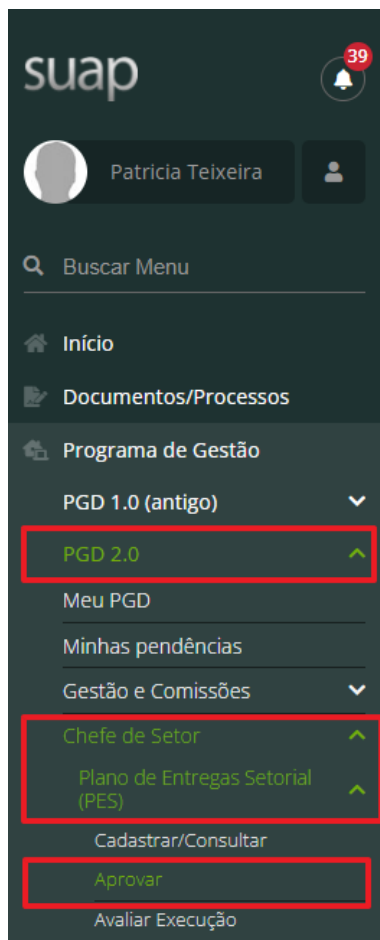 suap
39
Patricia Teixeira
Buscar Menu
Início
Documentos/Processos
Programa de Gestão
PGD 1.0 (antigo)
PGD 2.0
Meu PGD
Minhas pendências
Gestão e Comissões
Chefe de Setor
Plano de Entregas Setorial
(PES)
Cadastrar/Consultar
Aprovar
Avaliar Execução